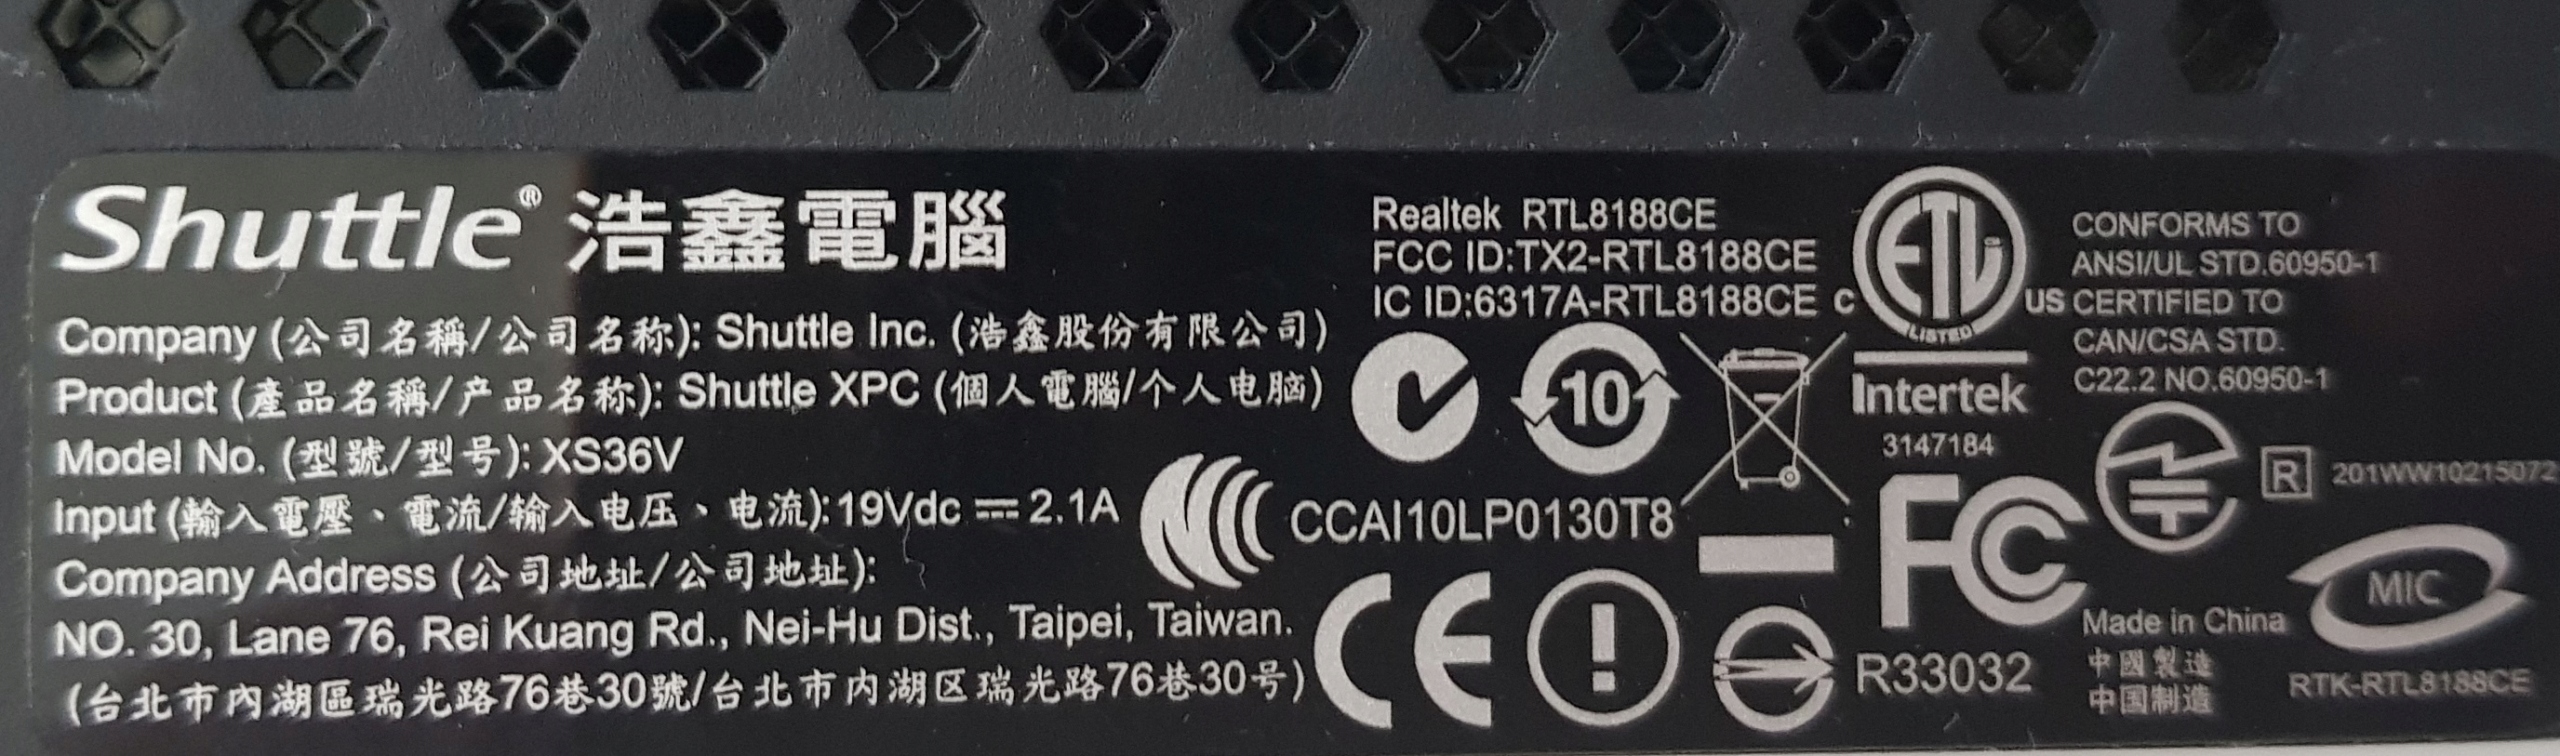 Shuttle® 浩鑫電腦
Company (公司名稱/公司名称): Shuttle Inc. (浩鑫股份有限公司)
Product (產品名稱/产品名称): Shuttle XPC (個人電腦/个人电脑)
Model No. (型號/型号): XS36V
Input (輸入電壓、電流/输入电压、电流): 19Vdc ⎓ 2.1A
Company Address (公司地址/公司地址):
NO. 30, Lane 76, Rei Kuang Rd., Nei-Hu Dist., Taipei, Taiwan.
(台北市內湖區瑞光路76巷30號/台北市内湖区瑞光路76巷30号)
Realtek RTL8188CE
FCC ID:TX2-RTL8188CE
IC ID:6317A-RTL8188CE
10
CCAI10LP0130T8
CE
!
c ETL US
LISTED
Intertek
3147184
CONFORMS TO
ANSI/UL STD.60950-1
CERTIFIED TO
CAN/CSA STD.
C22.2 NO.60950-1
FC
R 201WW10215072
R33032
Made in China
中國製造
中国制造
MIC
RTK-RTL8188CE